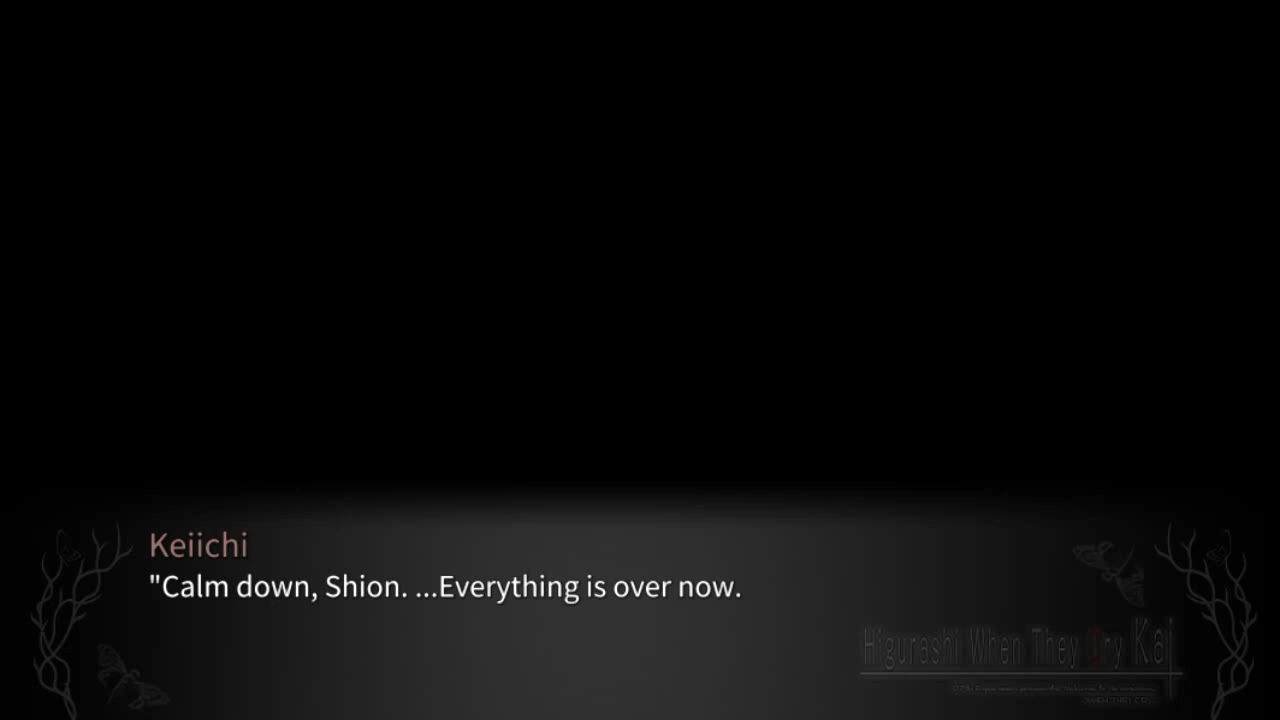 Keiichi
"Calm down, Shion. ...Everything is over now.
Higurashi When They Cry Kai